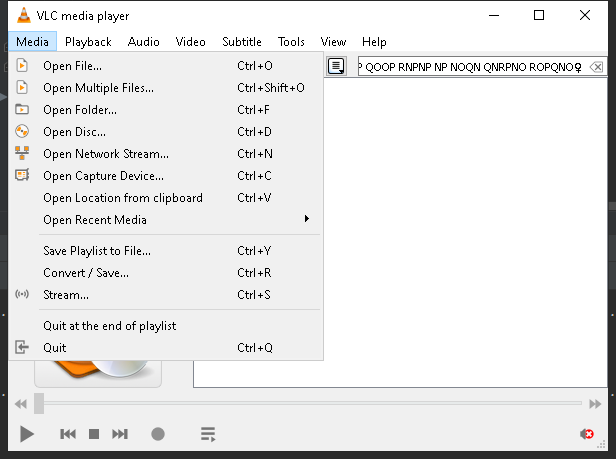 VLC media player
Media Playback Audio Video Subtitle Tools View Help
QOOP RNPNP NP NOQN QNRPNO ROPQNO♀
Open File... Ctrl+O
Open Multiple Files... Ctrl+Shift+O
Open Folder... Ctrl+F
Open Disc... Ctrl+D
Open Network Stream... Ctrl+N
Open Capture Device... Ctrl+C
Open Location from clipboard Ctrl+V
Open Recent Media
Save Playlist to File... Ctrl+Y
Convert / Save... Ctrl+R
Stream... Ctrl+S
Quit at the end of playlist
Quit Ctrl+Q